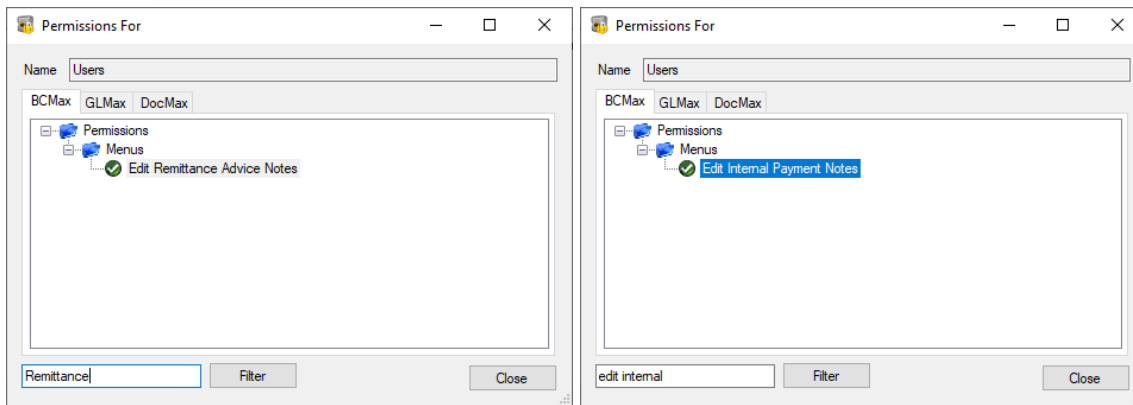 Permissions For
Name Users
BCMax GLMax DocMax
Permissions
Menus
Edit Remittance Advice Notes
Remittance Filter Close
Permissions For
Name Users
BCMax GLMax DocMax
Permissions
Menus
Edit Internal Payment Notes
edit internal Filter Close